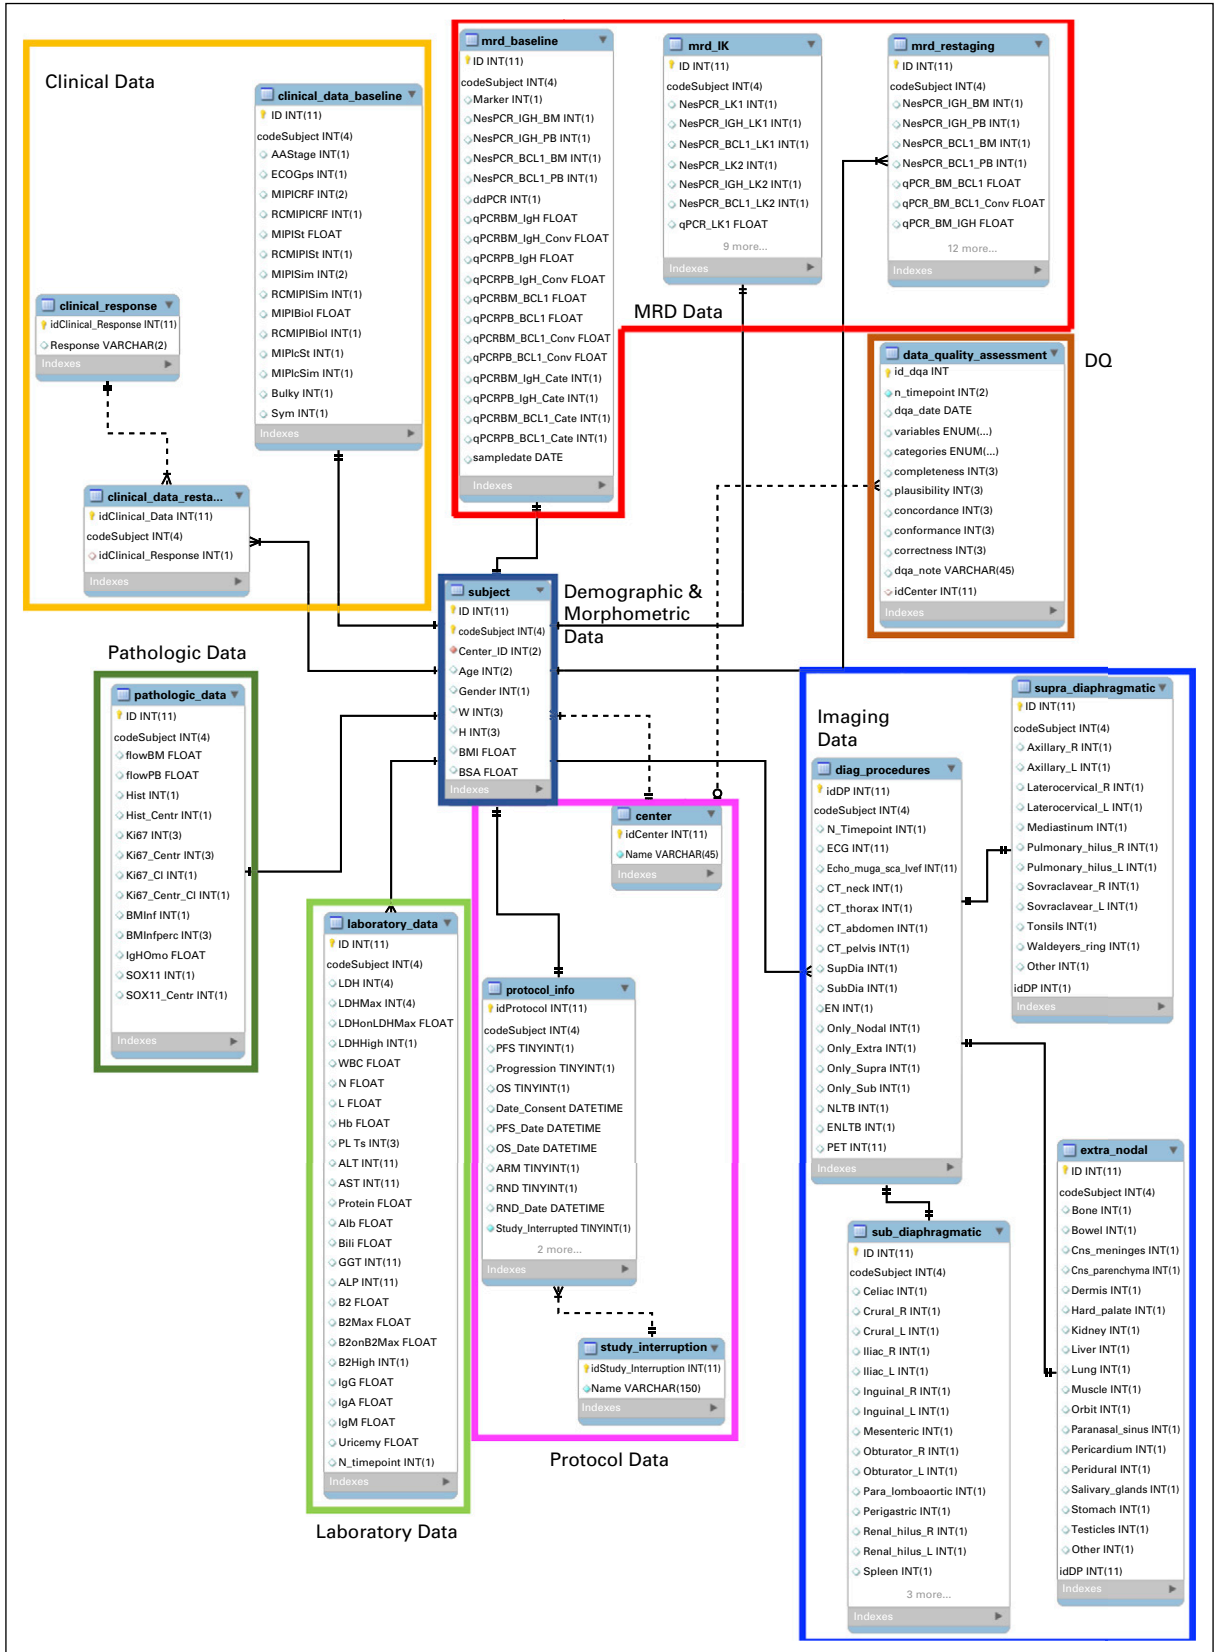 Clinical Data
clinical_data_baseline
ID INT(11)
codeSubject INT(4)
AAStage INT(1)
ECOGps INT(1)
MIPICRF INT(2)
RCMIPICRF INT(1)
MIPISt FLOAT
RCMIPISt INT(1)
MIPISim INT(2)
RCMIPISim INT(1)
MIPIBiol FLOAT
RCMIPIBiol INT(1)
MIPIcSt INT(1)
MIPIcSim INT(1)
Bulky INT(1)
Sym INT(1)
Indexes
clinical_response
idClinical_Response INT(11)
Response VARCHAR(2)
Indexes
clinical_data_resta...
idClinical_Data INT(11)
codeSubject INT(4)
idClinical_Response INT(1)
Indexes
mrd_baseline
ID INT(11)
codeSubject INT(4)
Marker INT(1)
NesPCR_IGH_BM INT(1)
NesPCR_IGH_PB INT(1)
NesPCR_BCL1_BM INT(1)
NesPCR_BCL1_PB INT(1)
ddPCR INT(1)
qPCRBM_IgH FLOAT
qPCRBM_IgH_Conv FLOAT
qPCRPB_IgH FLOAT
qPCRPB_IgH_Conv FLOAT
qPCRBM_BCL1 FLOAT
qPCRPB_BCL1 FLOAT
qPCRBM_BCL1_Conv FLOAT
qPCRPB_BCL1_Conv FLOAT
qPCRBM_IgH_Cate INT(1)
qPCRPB_IgH_Cate INT(1)
qPCRBM_BCL1_Cate INT(1)
qPCRPB_BCL1_Cate INT(1)
sampledate DATE
Indexes
mrd_IK
ID INT(11)
codeSubject INT(4)
NesPCR_LK1 INT(1)
NesPCR_IGH_LK1 INT(1)
NesPCR_BCL1_LK1 INT(1)
NesPCR_LK2 INT(1)
NesPCR_IGH_LK2 INT(1)
NesPCR_BCL1_LK2 INT(1)
qPCR_LK1 FLOAT
9 more...
Indexes
mrd_restaging
ID INT(11)
codeSubject INT(4)
NesPCR_IGH_BM INT(1)
NesPCR_IGH_PB INT(1)
NesPCR_BCL1_BM INT(1)
NesPCR_BCL1_PB INT(1)
qPCR_BM_BCL1 FLOAT
qPCR_BM_BCL1_Conv FLOAT
qPCR_BM_IGH FLOAT
12 more...
Indexes
MRD Data
data_quality_assessment
id_dqa INT
n_timepoint INT(2)
dqa_date DATE
variables ENUM(...)
categories ENUM(...)
completeness INT(3)
plausibility INT(3)
concordance INT(3)
conformance INT(3)
correctness INT(3)
dqa_note VARCHAR(45)
idCenter INT(11)
Indexes
DQ
subject
ID INT(11)
codeSubject INT(4)
Center_ID INT(2)
Age INT(2)
Gender INT(1)
W INT(3)
H INT(3)
BMI FLOAT
BSA FLOAT
Indexes
Demographic &
Morphometric
Data
Pathologic Data
pathologic_data
ID INT(11)
codeSubject INT(4)
flowBM FLOAT
flowPB FLOAT
Hist INT(1)
Hist_Centr INT(1)
Ki67 INT(3)
Ki67_Centr INT(3)
Ki67_Cl INT(1)
Ki67_Centr_Cl INT(1)
BMInf INT(1)
BMInfperc INT(3)
IgHOmo FLOAT
SOX11 INT(1)
SOX11_Centr INT(1)
Indexes
laboratory_data
ID INT(11)
codeSubject INT(4)
LDH INT(4)
LDHMax INT(4)
LDHonLDHMax FLOAT
LDHHigh INT(1)
WBC FLOAT
N FLOAT
L FLOAT
Hb FLOAT
PL Ts INT(3)
ALT INT(11)
AST INT(11)
Protein FLOAT
Alb FLOAT
Bili FLOAT
GGT INT(11)
ALP INT(11)
B2 FLOAT
B2Max FLOAT
B2onB2Max FLOAT
B2High INT(1)
IgG FLOAT
IgA FLOAT
IgM FLOAT
Uricemy FLOAT
N_timepoint INT(1)
Indexes
Laboratory Data
center
idCenter INT(11)
Name VARCHAR(45)
Indexes
protocol_info
idProtocol INT(11)
codeSubject INT(4)
PFS TINYINT(1)
Progression TINYINT(1)
OS TINYINT(1)
Date_Consent DATETIME
PFS_Date DATETIME
OS_Date DATETIME
ARM TINYINT(1)
RND TINYINT(1)
RND_Date DATETIME
Study_Interrupted TINYINT(1)
2 more...
Indexes
study_interruption
idStudy_Interruption INT(11)
Name VARCHAR(150)
Indexes
Protocol Data
Imaging
Data
diag_procedures
idDP INT(11)
codeSubject INT(4)
N_Timepoint INT(1)
ECG INT(11)
Echo_muga_sca_lvef INT(11)
CT_neck INT(1)
CT_thorax INT(1)
CT_abdomen INT(1)
CT_pelvis INT(1)
SupDia INT(1)
SubDia INT(1)
EN INT(1)
Only_Nodal INT(1)
Only_Extra INT(1)
Only_Supra INT(1)
Only_Sub INT(1)
NLTB INT(1)
ENLTB INT(1)
PET INT(11)
Indexes
supra_diaphragmatic
ID INT(11)
codeSubject INT(4)
Axillary_R INT(1)
Axillary_L INT(1)
Laterocervical_R INT(1)
Laterocervical_L INT(1)
Mediastinum INT(1)
Pulmonary_hilus_R INT(1)
Pulmonary_hilus_L INT(1)
Sovraclavear_R INT(1)
Sovraclavear_L INT(1)
Tonsils INT(1)
Waldeyers_ring INT(1)
Other INT(1)
idDP INT(1)
Indexes
sub_diaphragmatic
ID INT(11)
codeSubject INT(4)
Celiac INT(1)
Crural_R INT(1)
Crural_L INT(1)
Iliac_R INT(1)
Iliac_L INT(1)
Inguinal_R INT(1)
Inguinal_L INT(1)
Mesenteric INT(1)
Obturator_R INT(1)
Obturator_L INT(1)
Para_lomboaortic INT(1)
Perigastric INT(1)
Renal_hilus_R INT(1)
Renal_hilus_L INT(1)
Spleen INT(1)
3 more...
Indexes
extra_nodal
ID INT(11)
codeSubject INT(4)
Bone INT(1)
Bowel INT(1)
Cns_meninges INT(1)
Cns_parenchyma INT(1)
Dermis INT(1)
Hard_palate INT(1)
Kidney INT(1)
Liver INT(1)
Lung INT(1)
Muscle INT(1)
Orbit INT(1)
Paranasal_sinus INT(1)
Pericardium INT(1)
Peridural INT(1)
Salivary_glands INT(1)
Stomach INT(1)
Testicles INT(1)
Other INT(1)
idDP INT(11)
Indexes